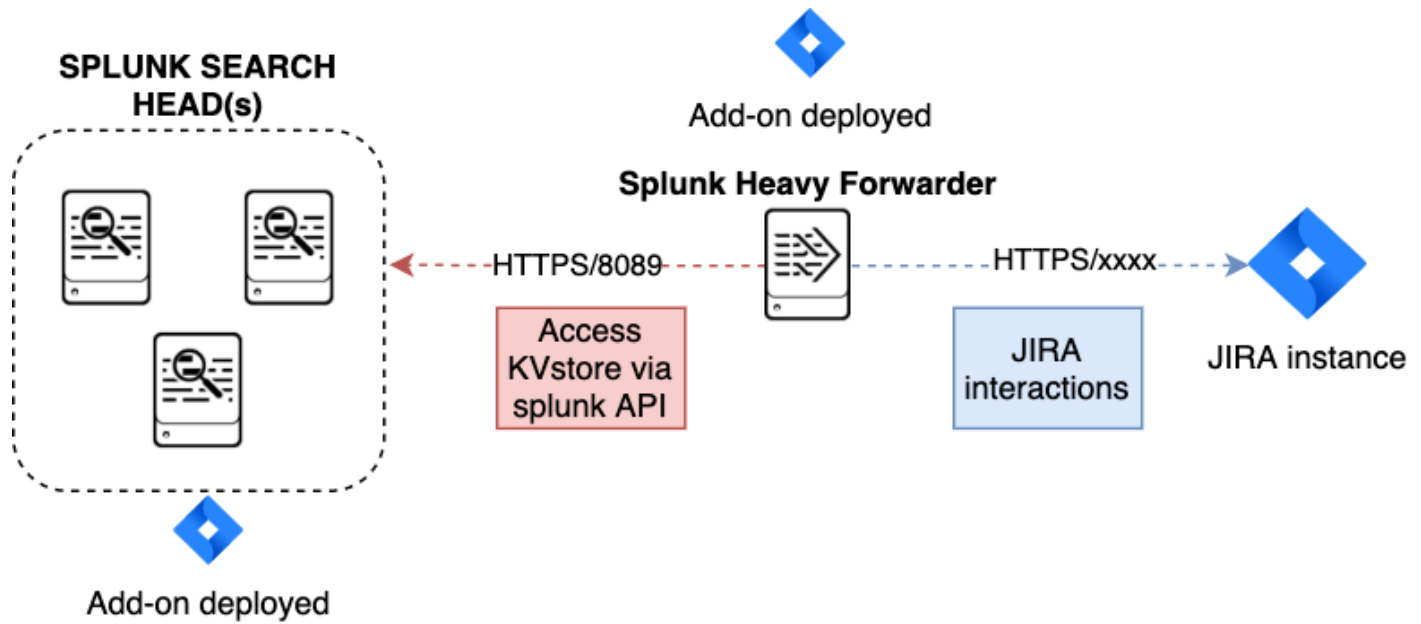 SPLUNK SEARCH
HEAD(s)
Add-on deployed
Add-on deployed
Splunk Heavy Forwarder
HTTPS/8089
Access
KVstore via
splunk API
HTTPS/xxxx
JIRA
interactions
JIRA instance